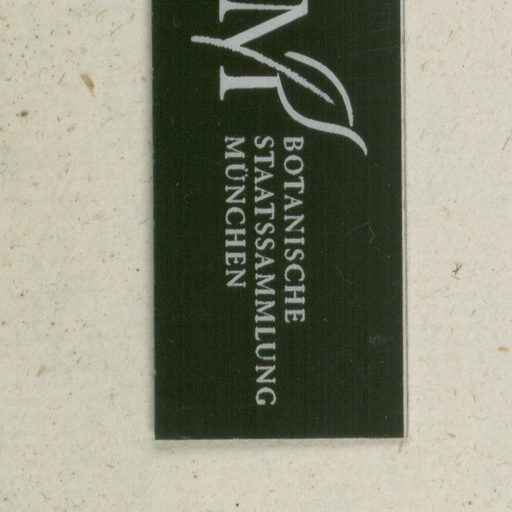 M
BOTANISCHE
STAATSSAMMLUNG
MÜNCHEN